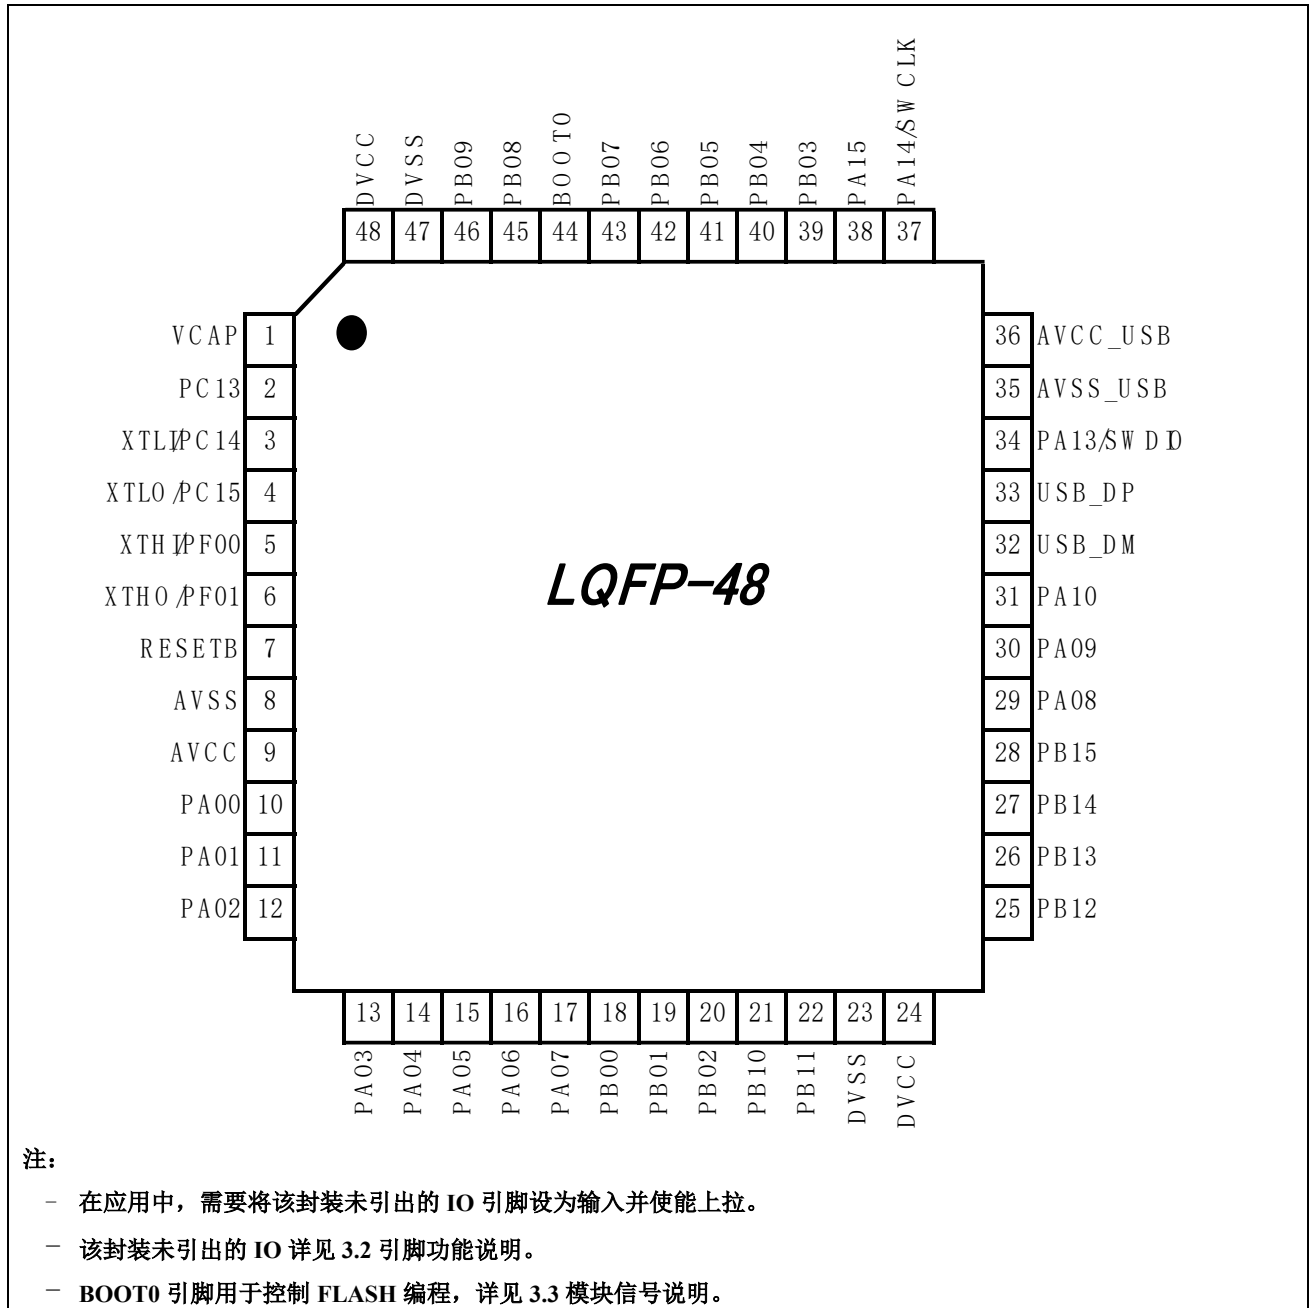 DVCC
DVSS
PB09
PB08
BOOT0
PB07
PB06
PB05
PB04
PB03
PA15
PA14/SWCLK
48 47 46 45 44 43 42 41 40 39 38 37
VCAP 1
PC13 2
XTLI/PC14 3
XTLO/PC15 4
XTHI/PF00 5
XTHO/PF01 6
RESETB 7
AVSS 8
AVCC 9
PA00 10
PA01 11
PA02 12
LQFP-48
36 AVCC_USB
35 AVSS_USB
34 PA13/SWDIO
33 USB_DP
32 USB_DM
31 PA10
30 PA09
29 PA08
28 PB15
27 PB14
26 PB13
25 PB12
13 14 15 16 17 18 19 20 21 22 23 24
PA03
PA04
PA05
PA06
PA07
PB00
PB01
PB02
PB10
PB11
DVSS
DVCC
注：
– 在应用中，需要将该封装未引出的 IO 引脚设为输入并使能上拉。
– 该封装未引出的 IO 详见 3.2 引脚功能说明。
– BOOT0 引脚用于控制 FLASH 编程，详见 3.3 模块信号说明。